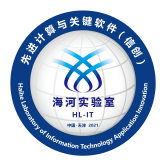 先进计算与关键软件（信创）
海河实验室
HL-IT
中国·天津 2021
Haihe Laboratory of Information Technology Application Innovation